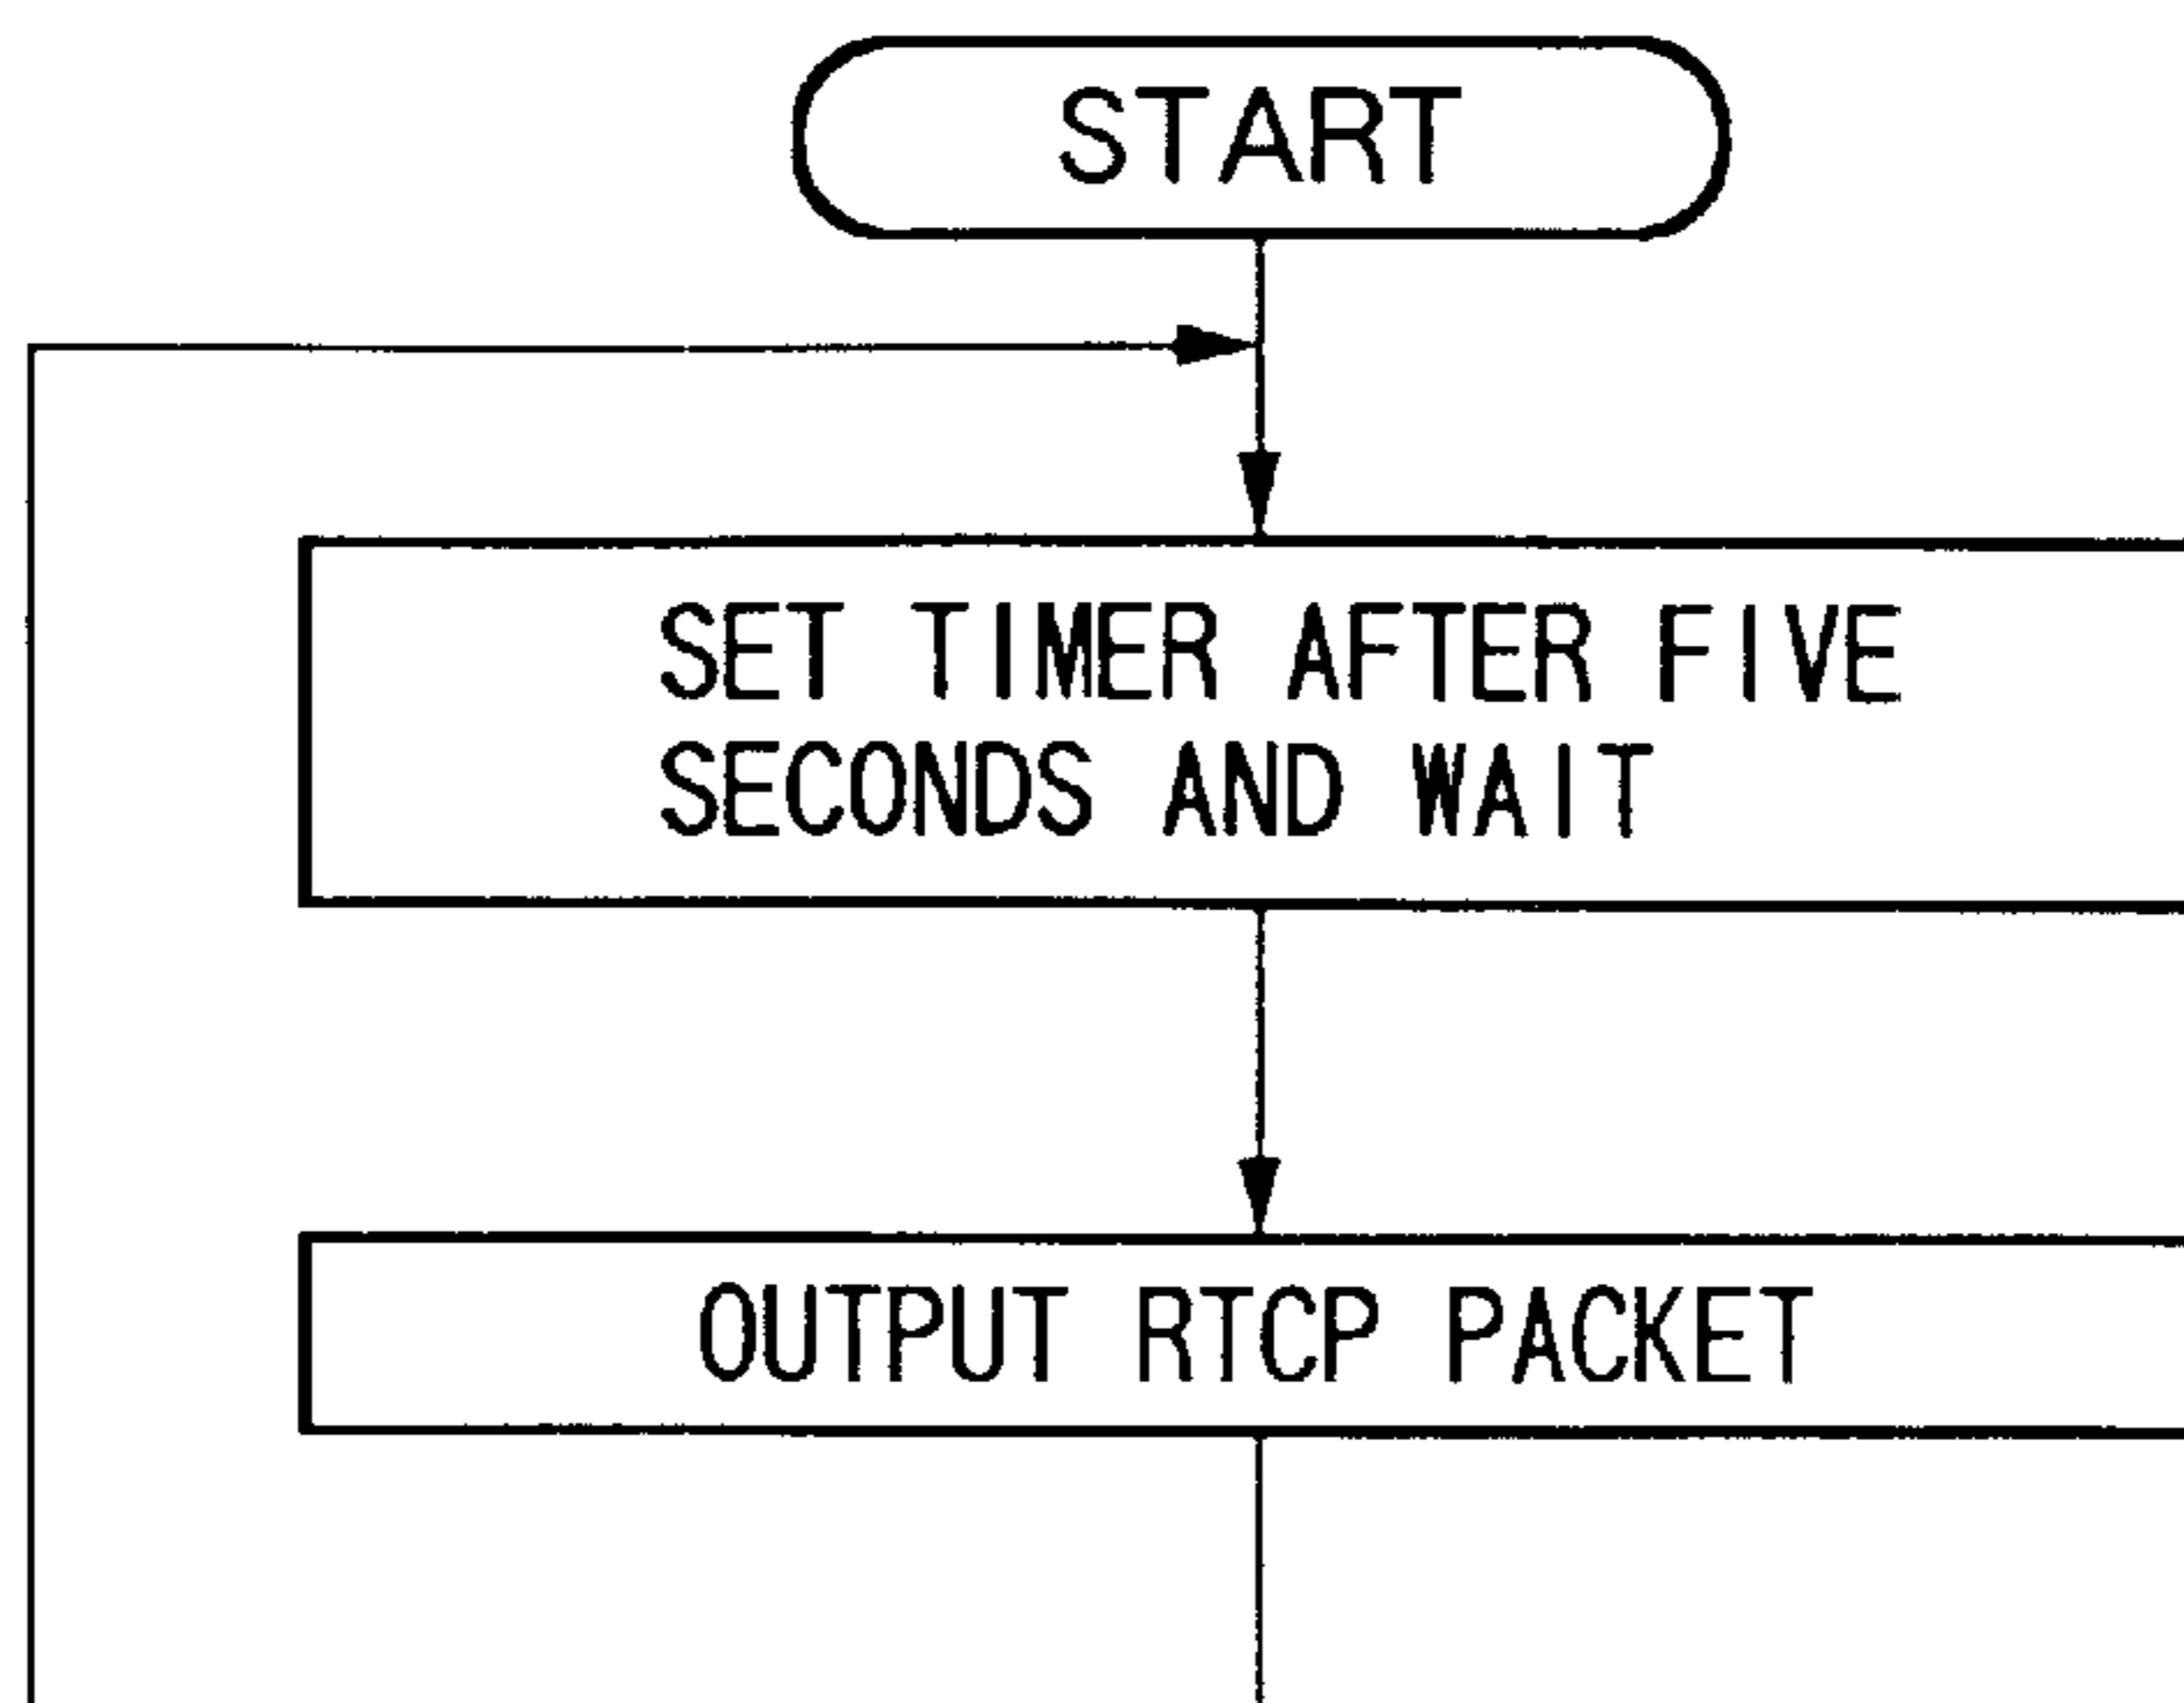 START
SET TIMER AFTER FIVE
SECONDS AND WAIT
OUTPUT RTCP PACKET